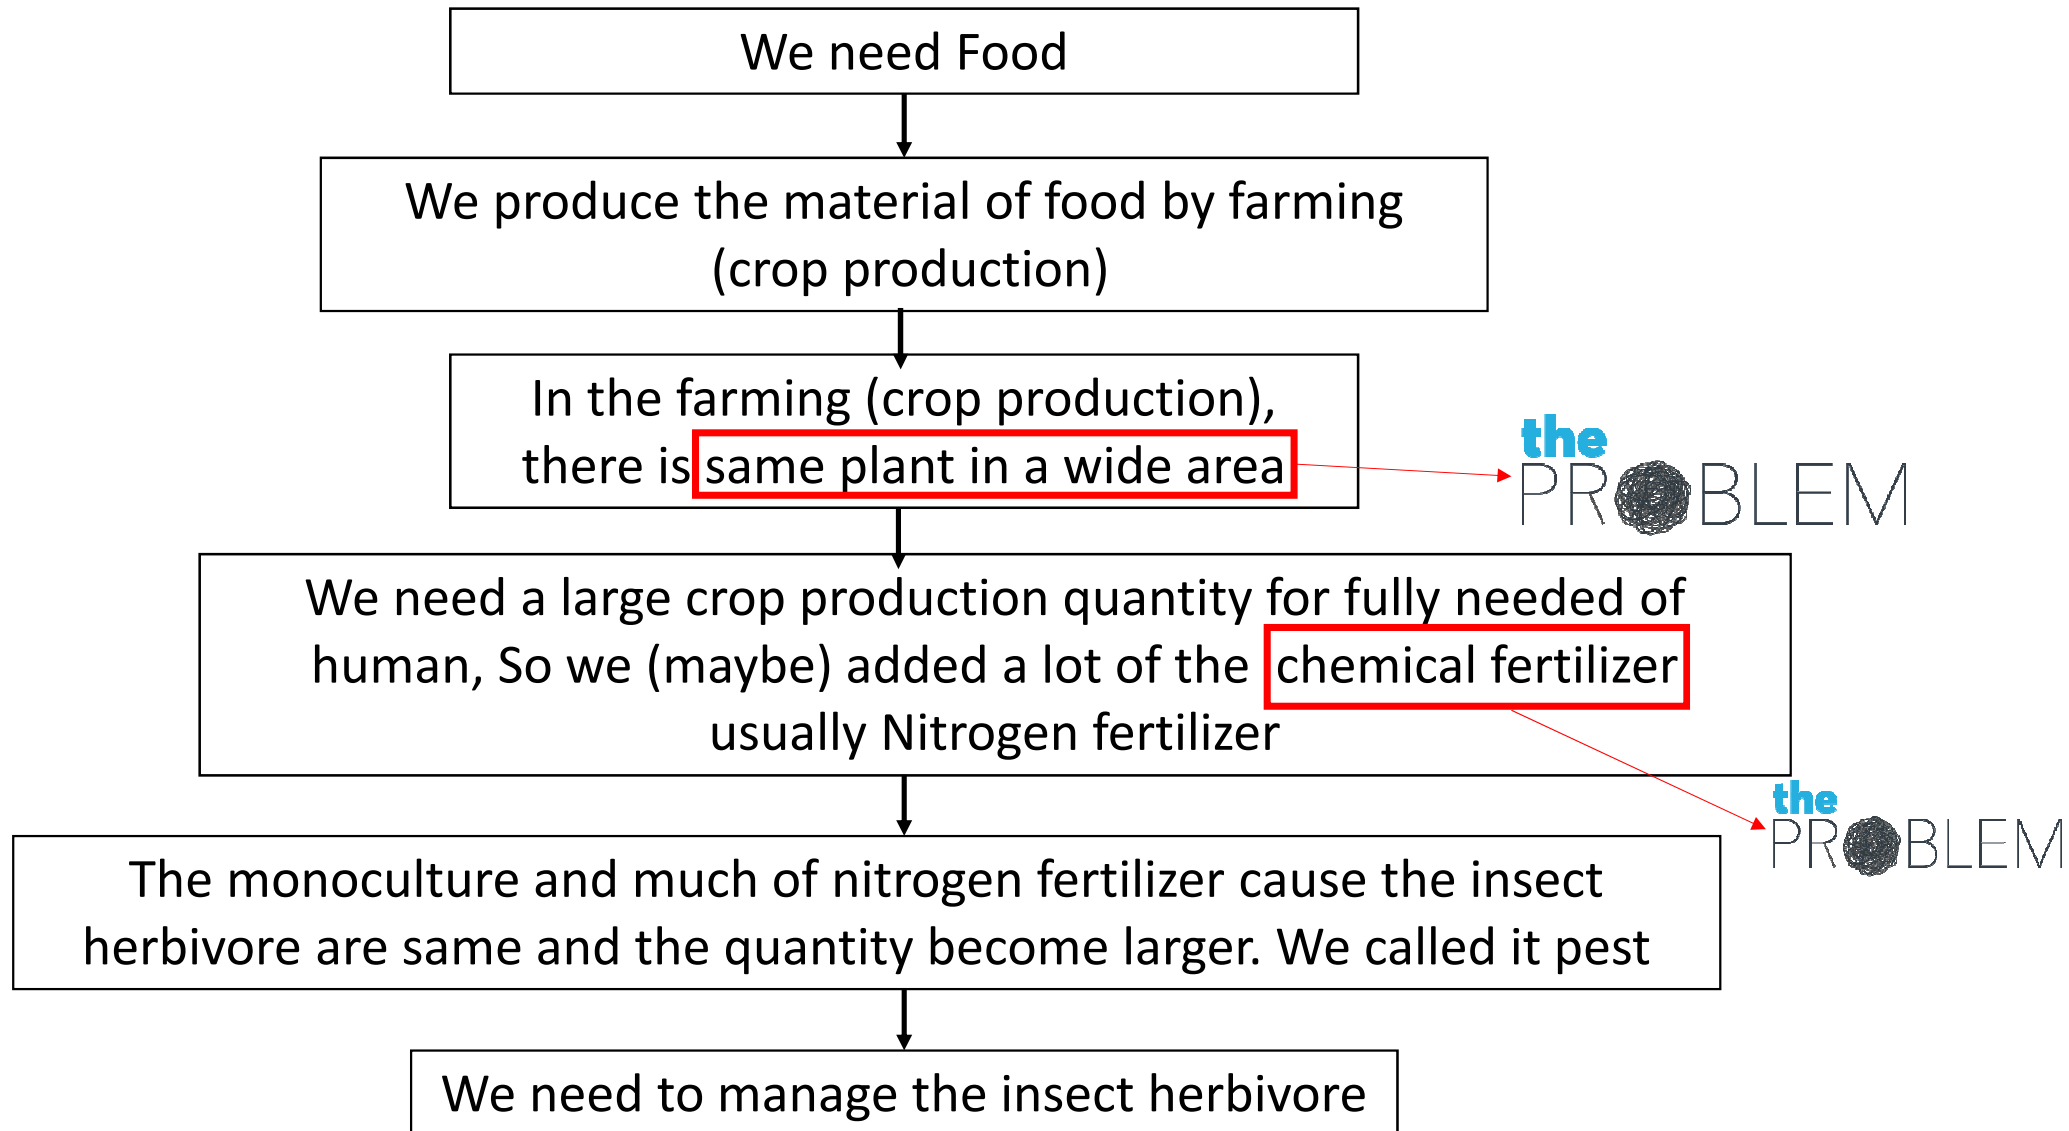 We need Food
We produce the material of food by farming
(crop production)
In the farming (crop production),
there is same plant in a wide area
the
PROBLEM
We need a large crop production quantity for fully needed of
human, So we (maybe) added a lot of the chemical fertilizer
usually Nitrogen fertilizer
the
PROBLEM
The monoculture and much of nitrogen fertilizer cause the insect
herbivore are same and the quantity become larger. We called it pest
We need to manage the insect herbivore